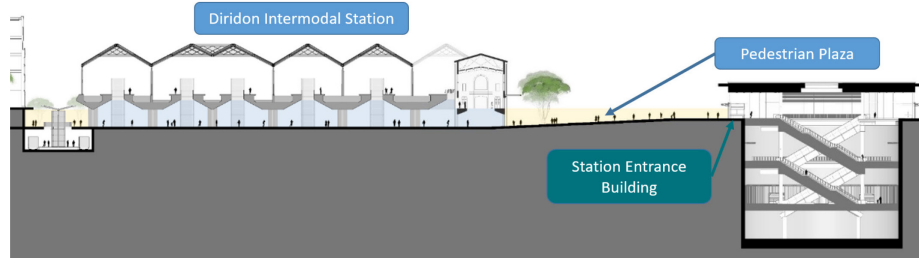 Diridon Intermodal Station
Pedestrian Plaza
Station Entrance
Building